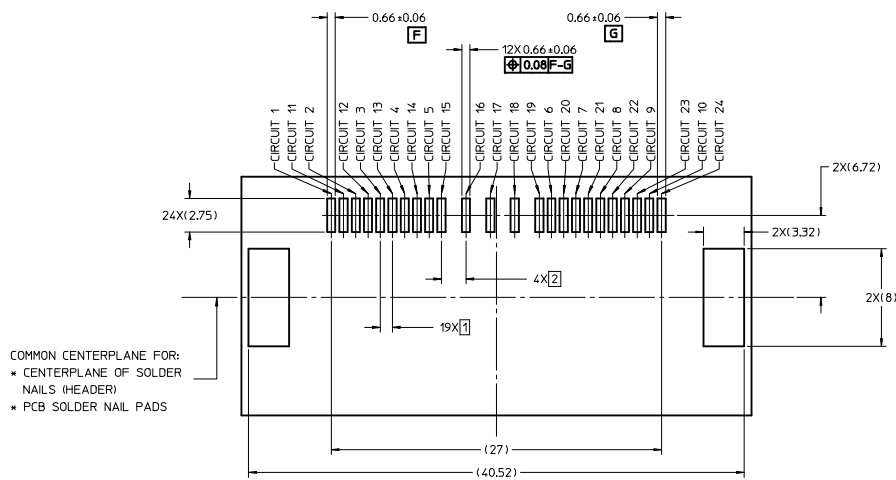 0.66±0.06
F
0.66±0.06
G
12X 0.66±0.06
⌖ 0.08 F-G
CIRCUIT 1
CIRCUIT 11
CIRCUIT 2
CIRCUIT 12
CIRCUIT 3
CIRCUIT 13
CIRCUIT 4
CIRCUIT 14
CIRCUIT 5
CIRCUIT 15
CIRCUIT 16
CIRCUIT 17
CIRCUIT 18
CIRCUIT 19
CIRCUIT 6
CIRCUIT 20
CIRCUIT 7
CIRCUIT 21
CIRCUIT 8
CIRCUIT 22
CIRCUIT 9
CIRCUIT 23
CIRCUIT 10
CIRCUIT 24
2X(6.72)
24X(2.75)
2X(3.32)
4X 2
2X(8)
19X 1
COMMON CENTERPLANE FOR:
* CENTERPLANE OF SOLDER
NAILS (HEADER)
* PCB SOLDER NAIL PADS
(27)
(40.52)